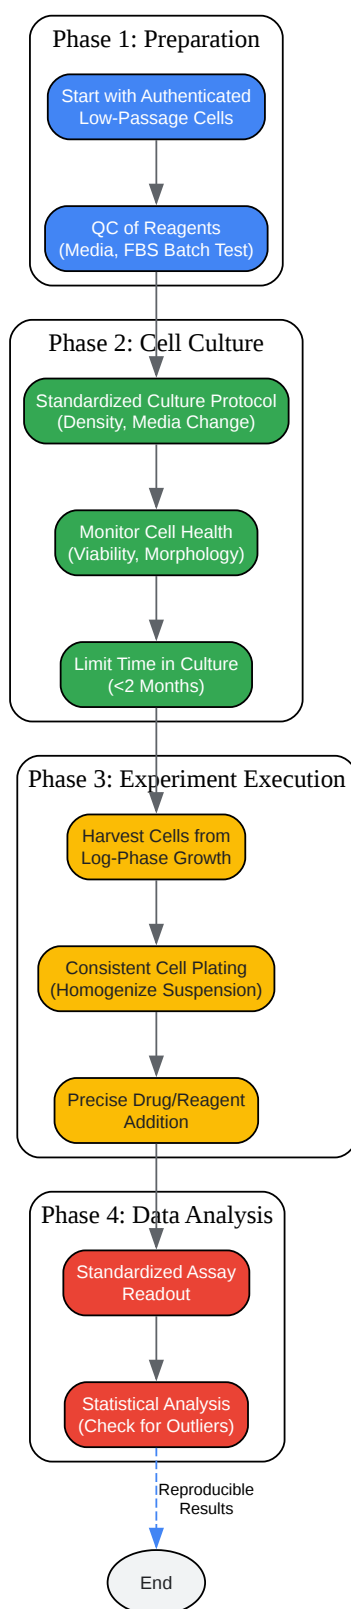 Phase 1: Preparation
Start with Authenticated
Low-Passage Cells
QC of Reagents
(Media, FBS Batch Test)
Phase 2: Cell Culture
Standardized Culture Protocol
(Density, Media Change)
Monitor Cell Health
(Viability, Morphology)
Limit Time in Culture
(<2 Months)
Phase 3: Experiment Execution
Harvest Cells from
Log-Phase Growth
Consistent Cell Plating
(Homogenize Suspension)
Precise Drug/Reagent
Addition
Phase 4: Data Analysis
Standardized Assay
Readout
Statistical Analysis
(Check for Outliers)
Reproducible
Results
End